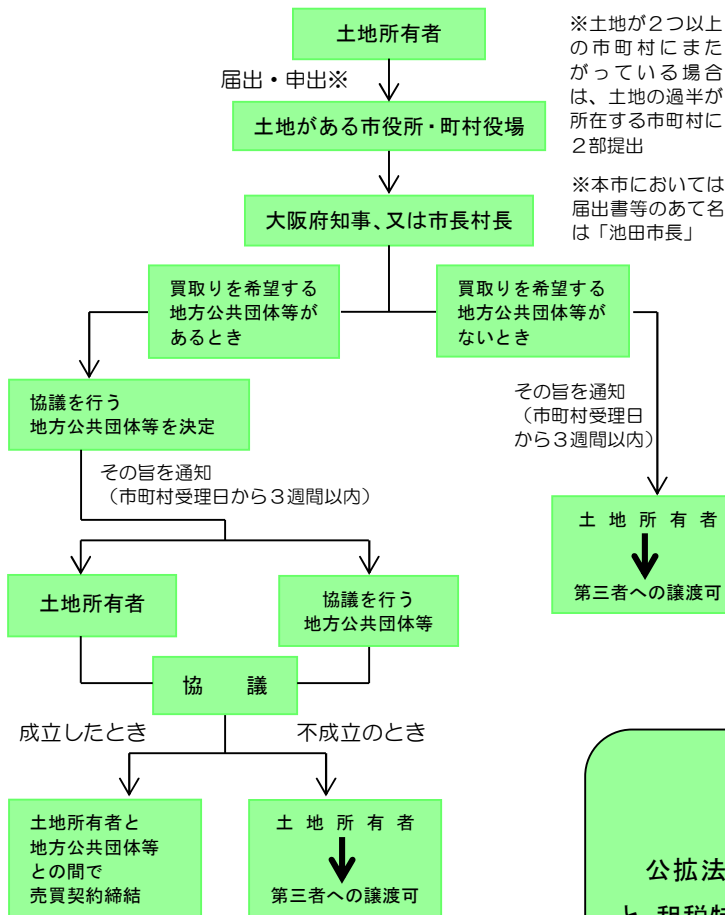 土地所有者
届出・申出※
土地がある市役所・町村役場
大阪府知事、又は市長村長
※土地が２つ以上
の市町村にまた
がっている場合
は、土地の過半が
所在する市町村に
２部提出
※本市においては
届出書等のあて名
は「池田市長」
買取りを希望する
地方公共団体等が
あるとき
買取りを希望する
地方公共団体等が
ないとき
協議を行う
地方公共団体等を決定
その旨を通知
（市町村受理日から３週間以内）
その旨を通知
（市町村受理日
から３週間以内）
土地所有者
第三者への譲渡可
土地所有者
協議を行う
地方公共団体等
協　議
成立したとき
不成立のとき
土地所有者と
地方公共団体等
との間で
売買契約締結
土地所有者
第三者への譲渡可
公拡法